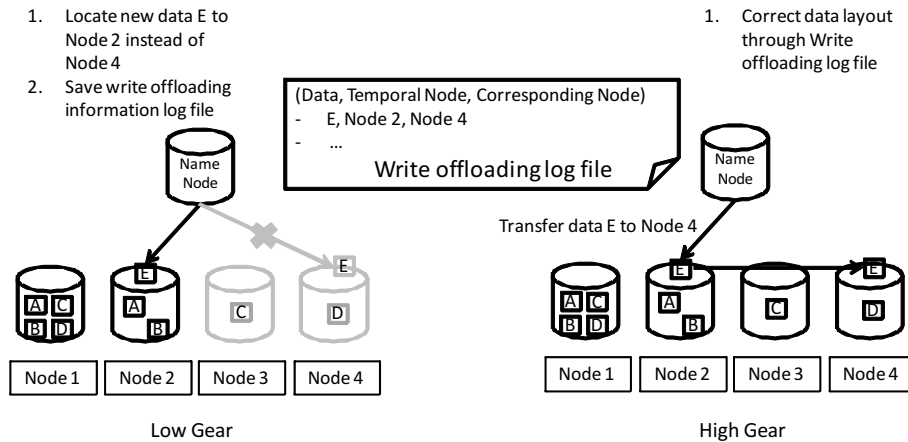 1. Locate new data E to
Node 2 instead of
Node 4
2. Save write offloading
information log file
(Data, Temporal Node, Corresponding Node)
- E, Node 2, Node 4
- ...
Write offloading log file
1. Correct data layout
through Write
offloading log file
Name
Node
E
E
A C
B D
A
B
C
D
Node 1
Node 2
Node 3
Node 4
Low Gear
Name
Node
Transfer data E to Node 4
E
E
A C
B D
A
B
C
D
Node 1
Node 2
Node 3
Node 4
High Gear